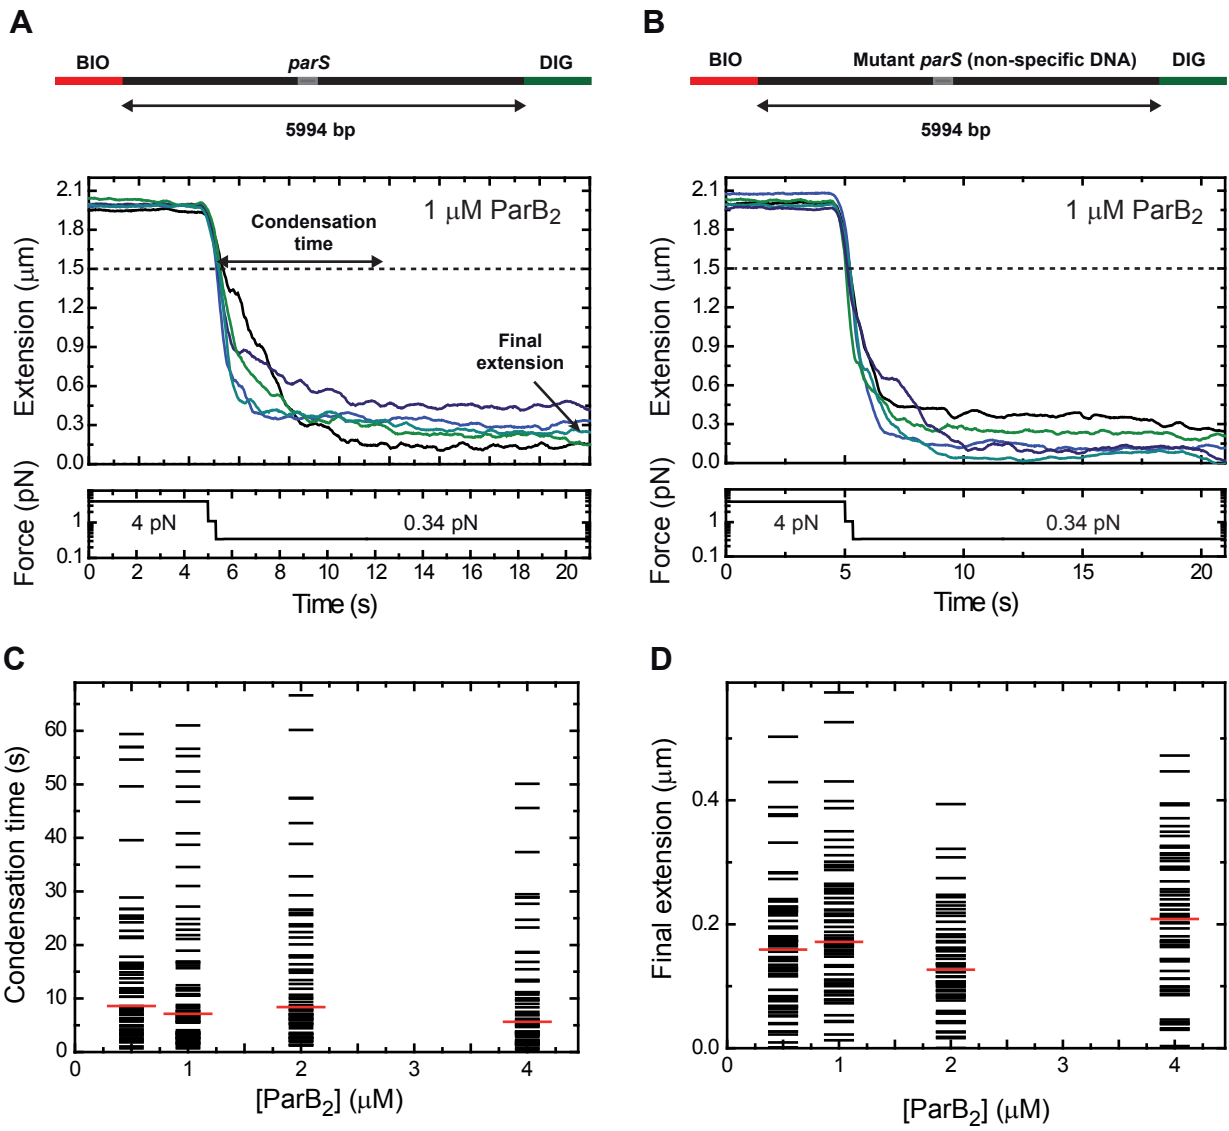 A
BIO
parS
DIG
5994 bp
2.1
1.8
1.5
1.2
0.9
0.6
0.3
0.0
Extension (μm)
1 μM ParB2
Condensation
time
Final
extension
Force (pN)
1
0.1
4 pN
0.34 pN
0 2 4 6 8 10 12 14 16 18 20
Time (s)
B
BIO
Mutant parS (non-specific DNA)
DIG
5994 bp
2.1
1.8
1.5
1.2
0.9
0.6
0.3
0.0
Extension (μm)
1 μM ParB2
Force (pN)
1
0.1
4 pN
0.34 pN
0 5 10 15 20
Time (s)
C
60
50
40
30
20
10
0
Condensation time (s)
0 1 2 3 4
[ParB2] (μM)
D
0.4
0.2
0.0
Final extension (μm)
0 1 2 3 4
[ParB2] (μM)